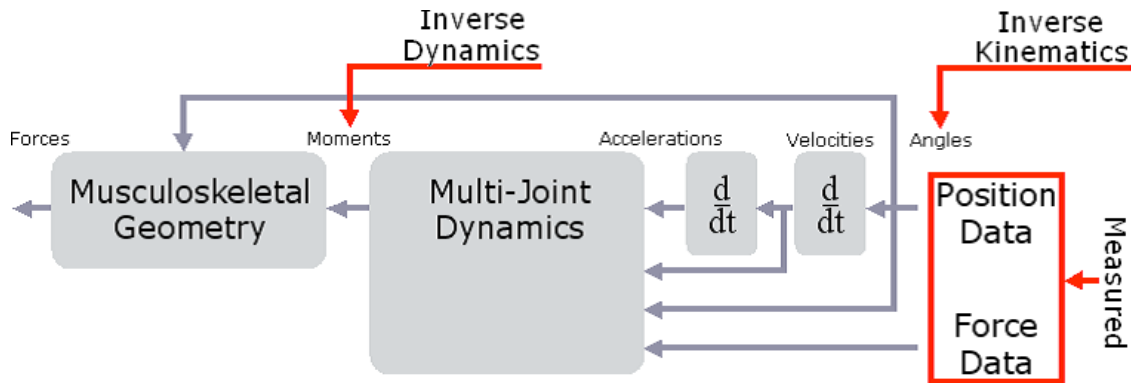 Inverse
Dynamics
Inverse
Kinematics
Forces
Moments
Accelerations
Velocities
Angles
Musculoskeletal
Geometry
Multi-Joint
Dynamics
d
dt
d
dt
Position
Data
Force
Data
Measured